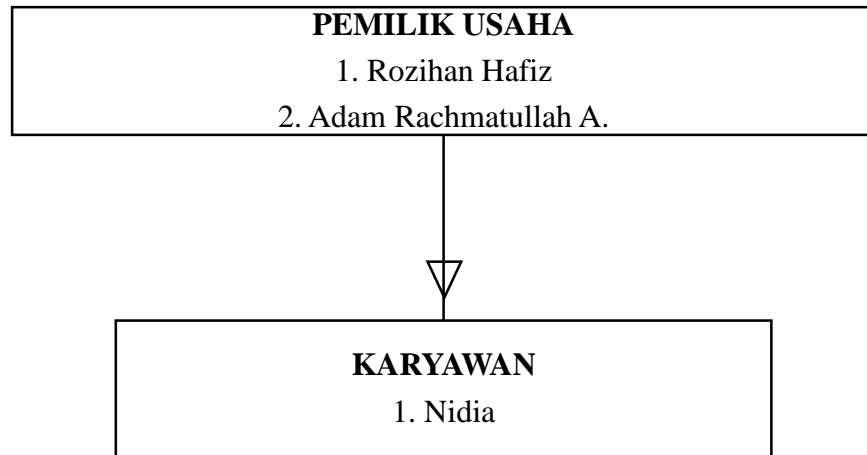 PEMILIK USAHA
1. Rozihan Hafiz
2. Adam Rachmatullah A.
KARYAWAN
1. Nidia